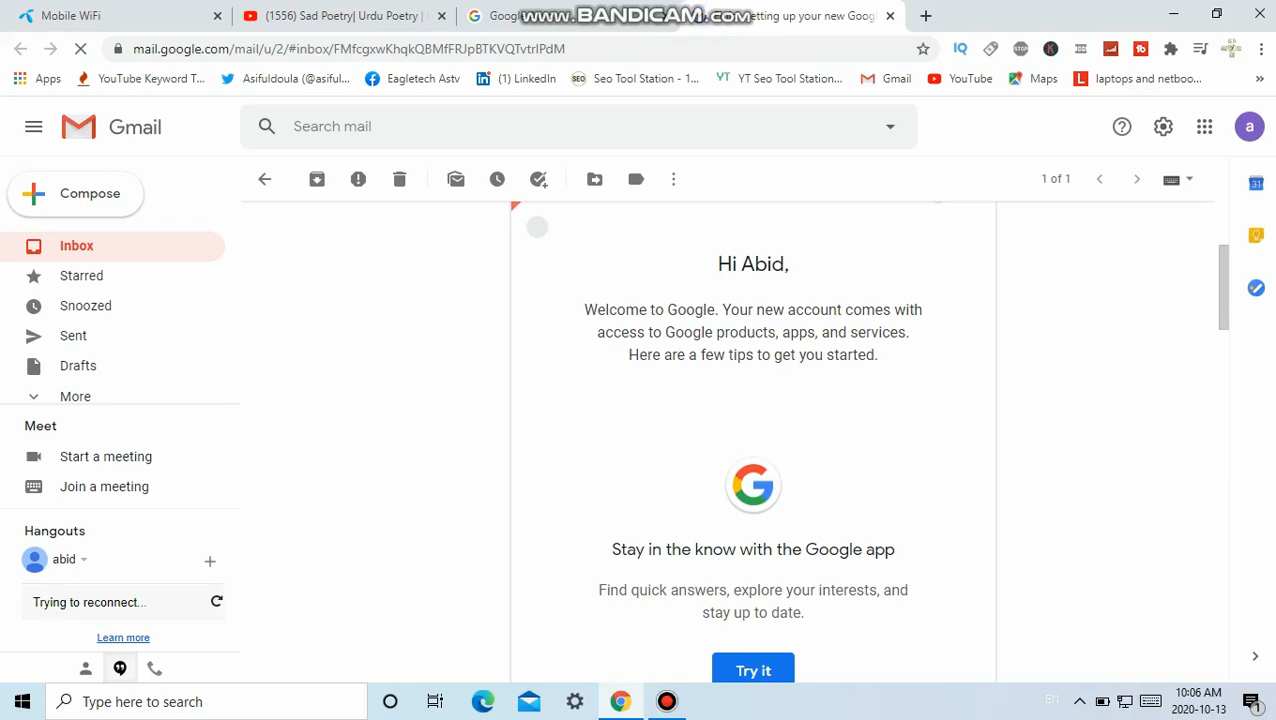 Mobile WiFi
(1556) Sad Poetry| Urdu Poetry |
Goog
www.BANDICAM.com
etting up your new Goog
mail.google.com/mail/u/2/#inbox/FMfcgxwKhqkQBMfFRJpBTKVQTvtrlPdM
Apps
YouTube Keyword T...
Asifuldoula (@asiful...
Eagletech Astv
(1) LinkedIn
Seo Tool Station - 1...
YT Seo Tool Station...
Gmail
YouTube
Maps
laptops and netboo...
»
Gmail
Search mail
a
Compose
1 of 1
Inbox
Starred
Snoozed
Sent
Drafts
More
Meet
Start a meeting
Join a meeting
Hangouts
abid
Trying to reconnect...
Learn more
Hi Abid,
Welcome to Google. Your new account comes with
access to Google products, apps, and services.
Here are a few tips to get you started.
Stay in the know with the Google app
Find quick answers, explore your interests, and
stay up to date.
Try it
Type here to search
EN
10:06 AM
2020-10-13
1